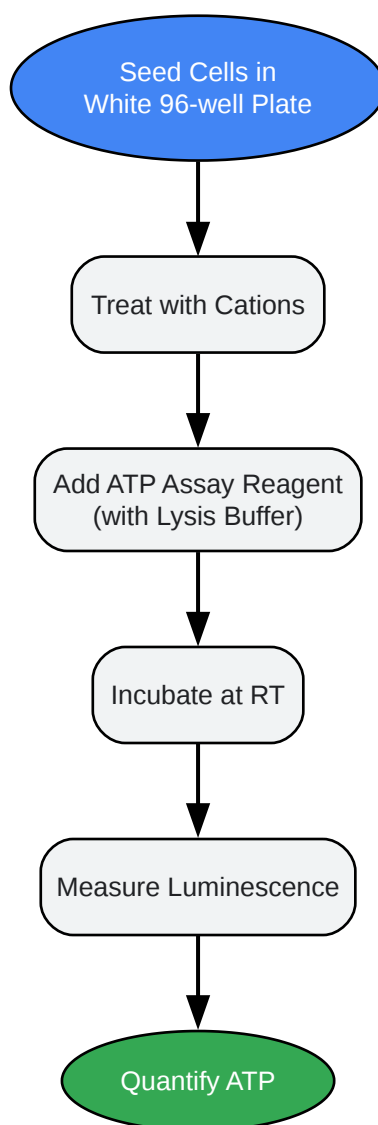 Seed Cells in
White 96-well Plate
Treat with Cations
Add ATP Assay Reagent
(with Lysis Buffer)
Incubate at RT
Measure Luminescence
Quantify ATP